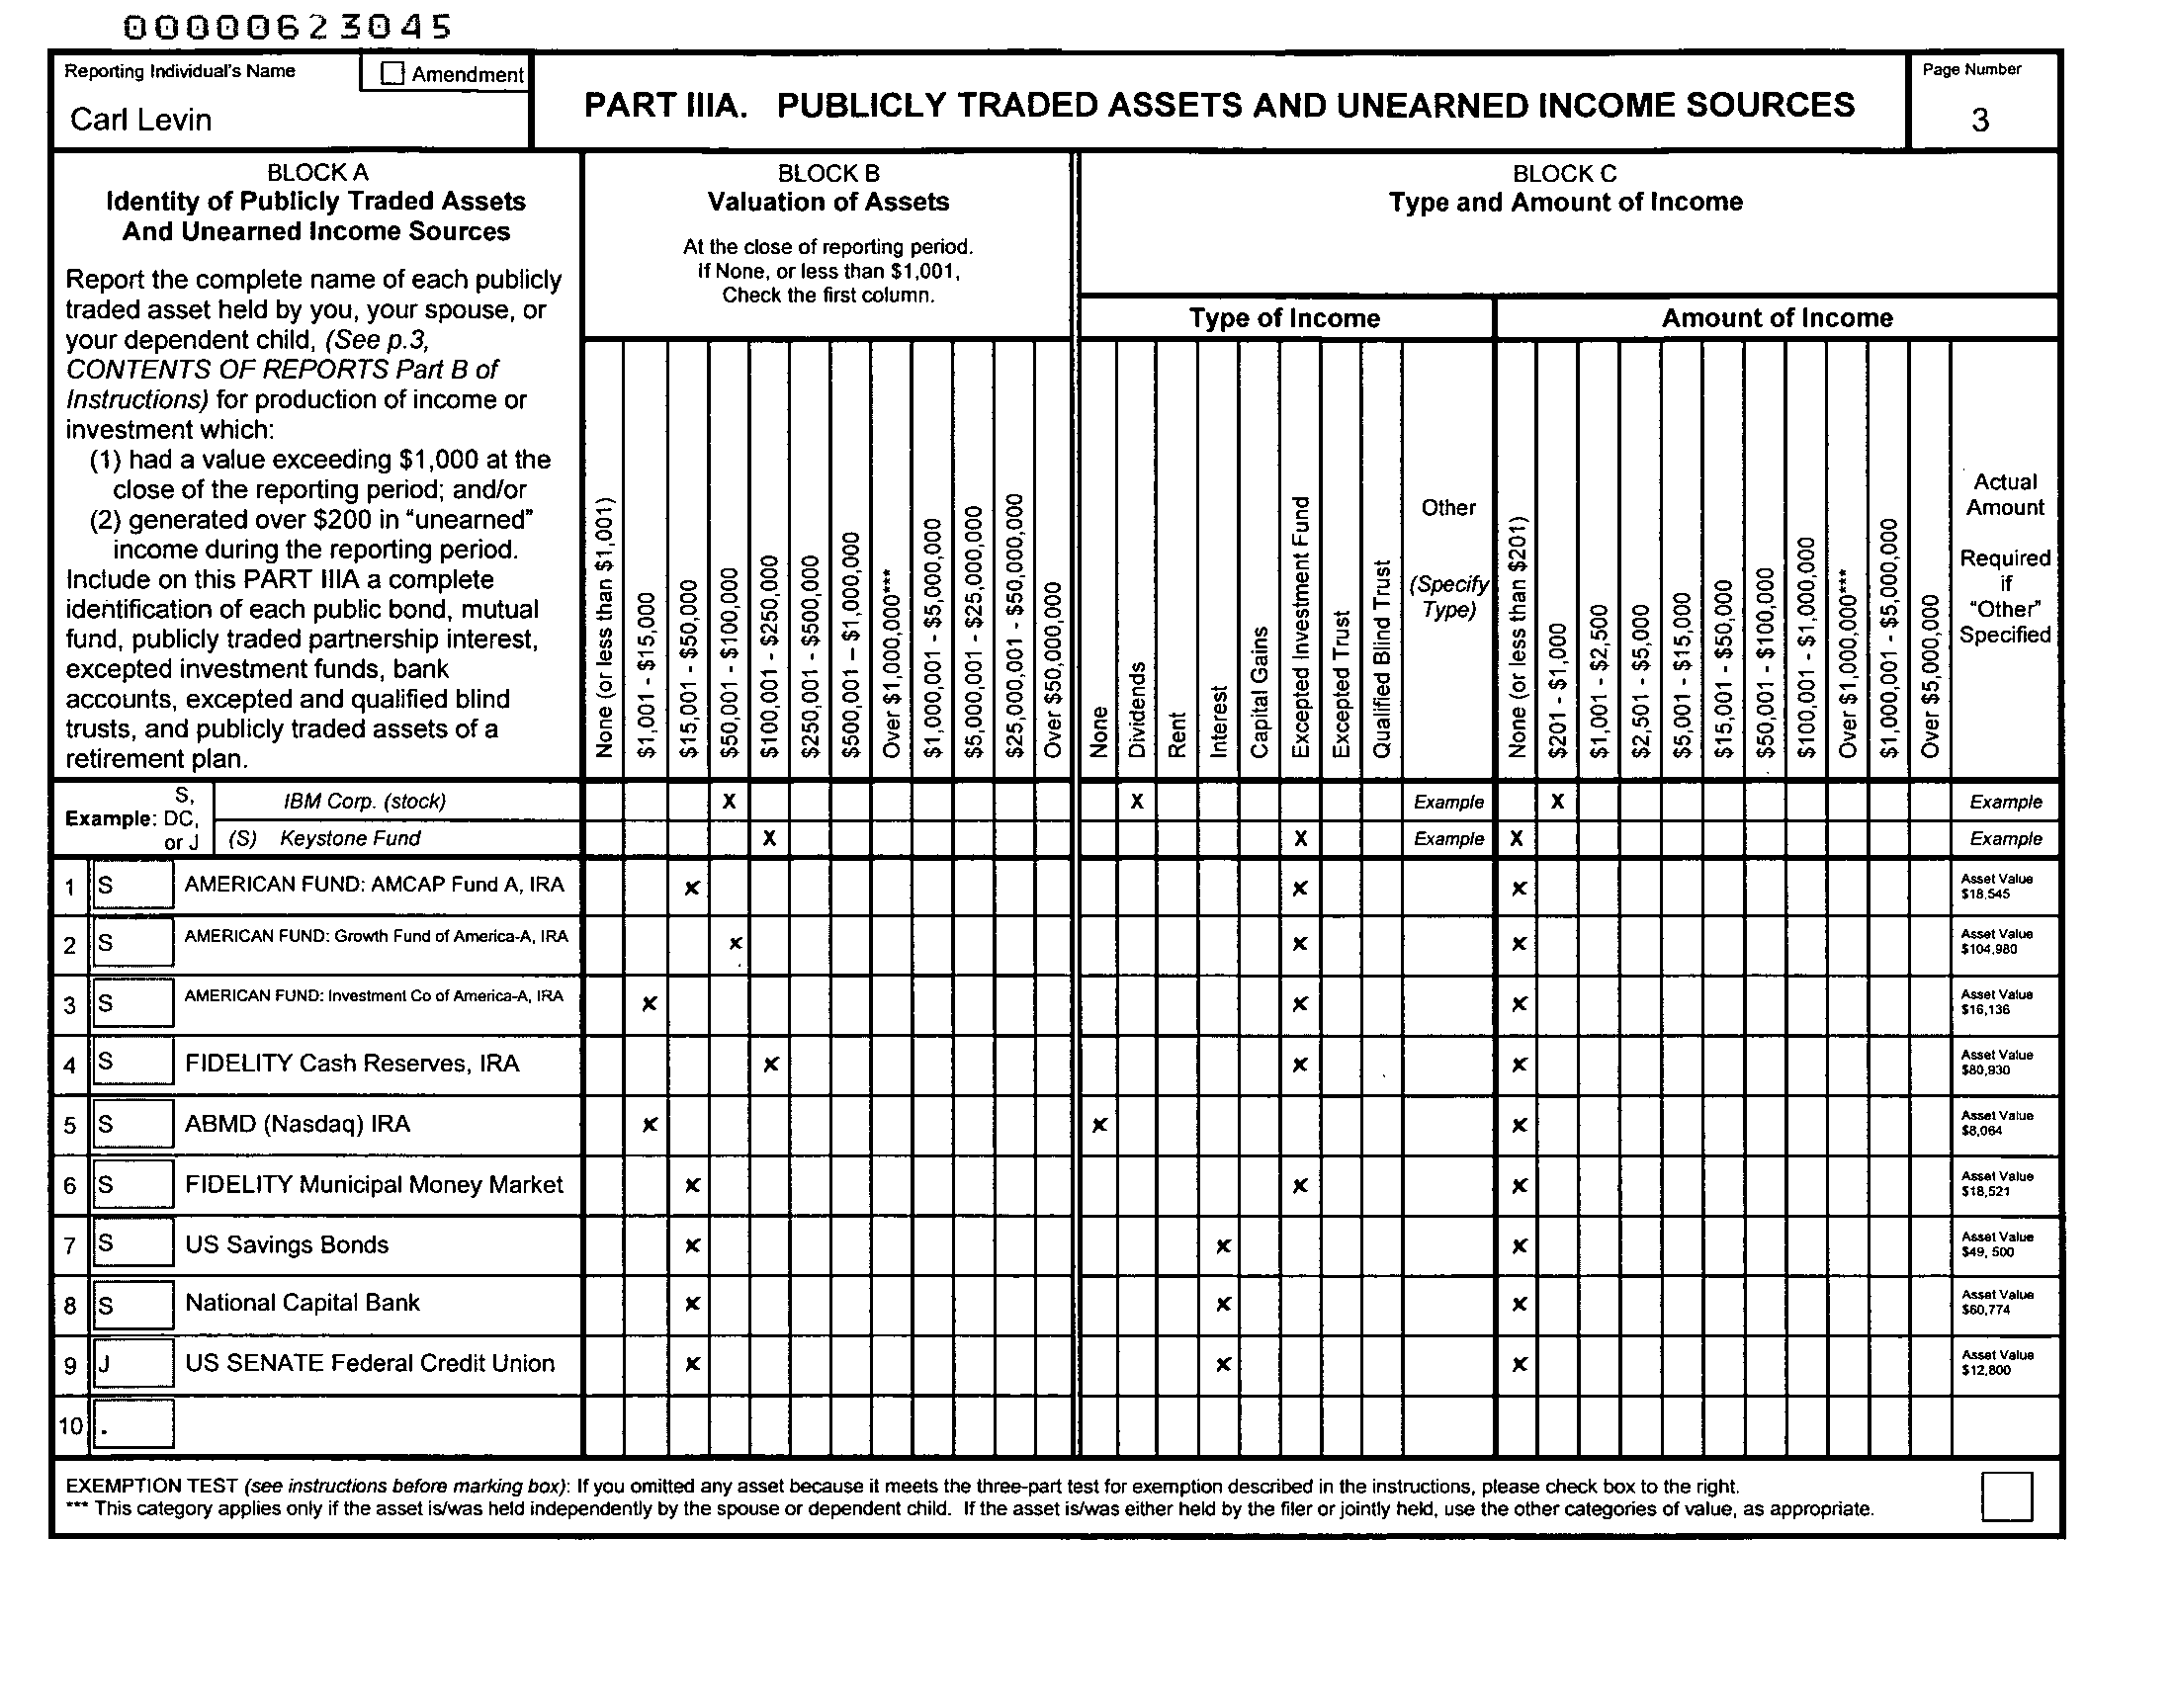 00000623045
Reporting Individual's Name
Amendment
Carl Levin
PART IIIA. PUBLICLY TRADED ASSETS AND UNEARNED INCOME SOURCES
Page Number
3
BLOCK A
Identity of Publicly Traded Assets
And Unearned Income Sources
Report the complete name of each publicly
traded asset held by you, your spouse, or
your dependent child, (See p.3,
CONTENTS OF REPORTS Part B of
Instructions) for production of income or
investment which:
(1) had a value exceeding $1,000 at the
close of the reporting period; and/or
(2) generated over $200 in "unearned"
income during the reporting period.
Include on this PART IIIA a complete
identification of each public bond, mutual
fund, publicly traded partnership interest,
excepted investment funds, bank
accounts, excepted and qualified blind
trusts, and publicly traded assets of a
retirement plan.
BLOCK B
Valuation of Assets
At the close of reporting period.
If None, or less than $1,001,
Check the first column.
None (or less than $1,001)
$1,001 - $15,000
$15,001 - $50,000
$50,001 - $100,000
$100,001 - $250,000
$250,001 - $500,000
$500,001 – $1,000,000
Over $1,000,000***
$1,000,001 - $5,000,000
$5,000,001 - $25,000,000
$25,000,001 - $50,000,000
Over $50,000,000
BLOCK C
Type and Amount of Income
Type of Income
None
Dividends
Rent
Interest
Capital Gains
Excepted Investment Fund
Excepted Trust
Qualified Blind Trust
Other
(Specify
Type)
Amount of Income
None (or less than $201)
$201 - $1,000
$1,001 - $2,500
$2,501 - $5,000
$5,001 - $15,000
$15,001 - $50,000
$50,001 - $100,000
$100,001 - $1,000,000
Over $1,000,000***
$1,000,001 - $5,000,000
Over $5,000,000
Actual
Amount
Required
if
"Other"
Specified
Example: S,
DC,
or J
IBM Corp. (stock) X X Example X Example
(S) Keystone Fund X X Example X Example
1 S AMERICAN FUND: AMCAP Fund A, IRA x x x Asset Value
$18,545
2 S AMERICAN FUND: Growth Fund of America-A, IRA x x x Asset Value
$104,980
3 S AMERICAN FUND: Investment Co of America-A, IRA x x x Asset Value
$16,136
4 S FIDELITY Cash Reserves, IRA x x x Asset Value
$80,930
5 S ABMD (Nasdaq) IRA x x x Asset Value
$8,064
6 S FIDELITY Municipal Money Market x x x Asset Value
$18,521
7 S US Savings Bonds x x x Asset Value
$49, 500
8 S National Capital Bank x x x Asset Value
$60,774
9 J US SENATE Federal Credit Union x x x Asset Value
$12,800
10 .
EXEMPTION TEST (see instructions before marking box): If you omitted any asset because it meets the three-part test for exemption described in the instructions, please check box to the right.
*** This category applies only if the asset is/was held independently by the spouse or dependent child. If the asset is/was either held by the filer or jointly held, use the other categories of value, as appropriate.